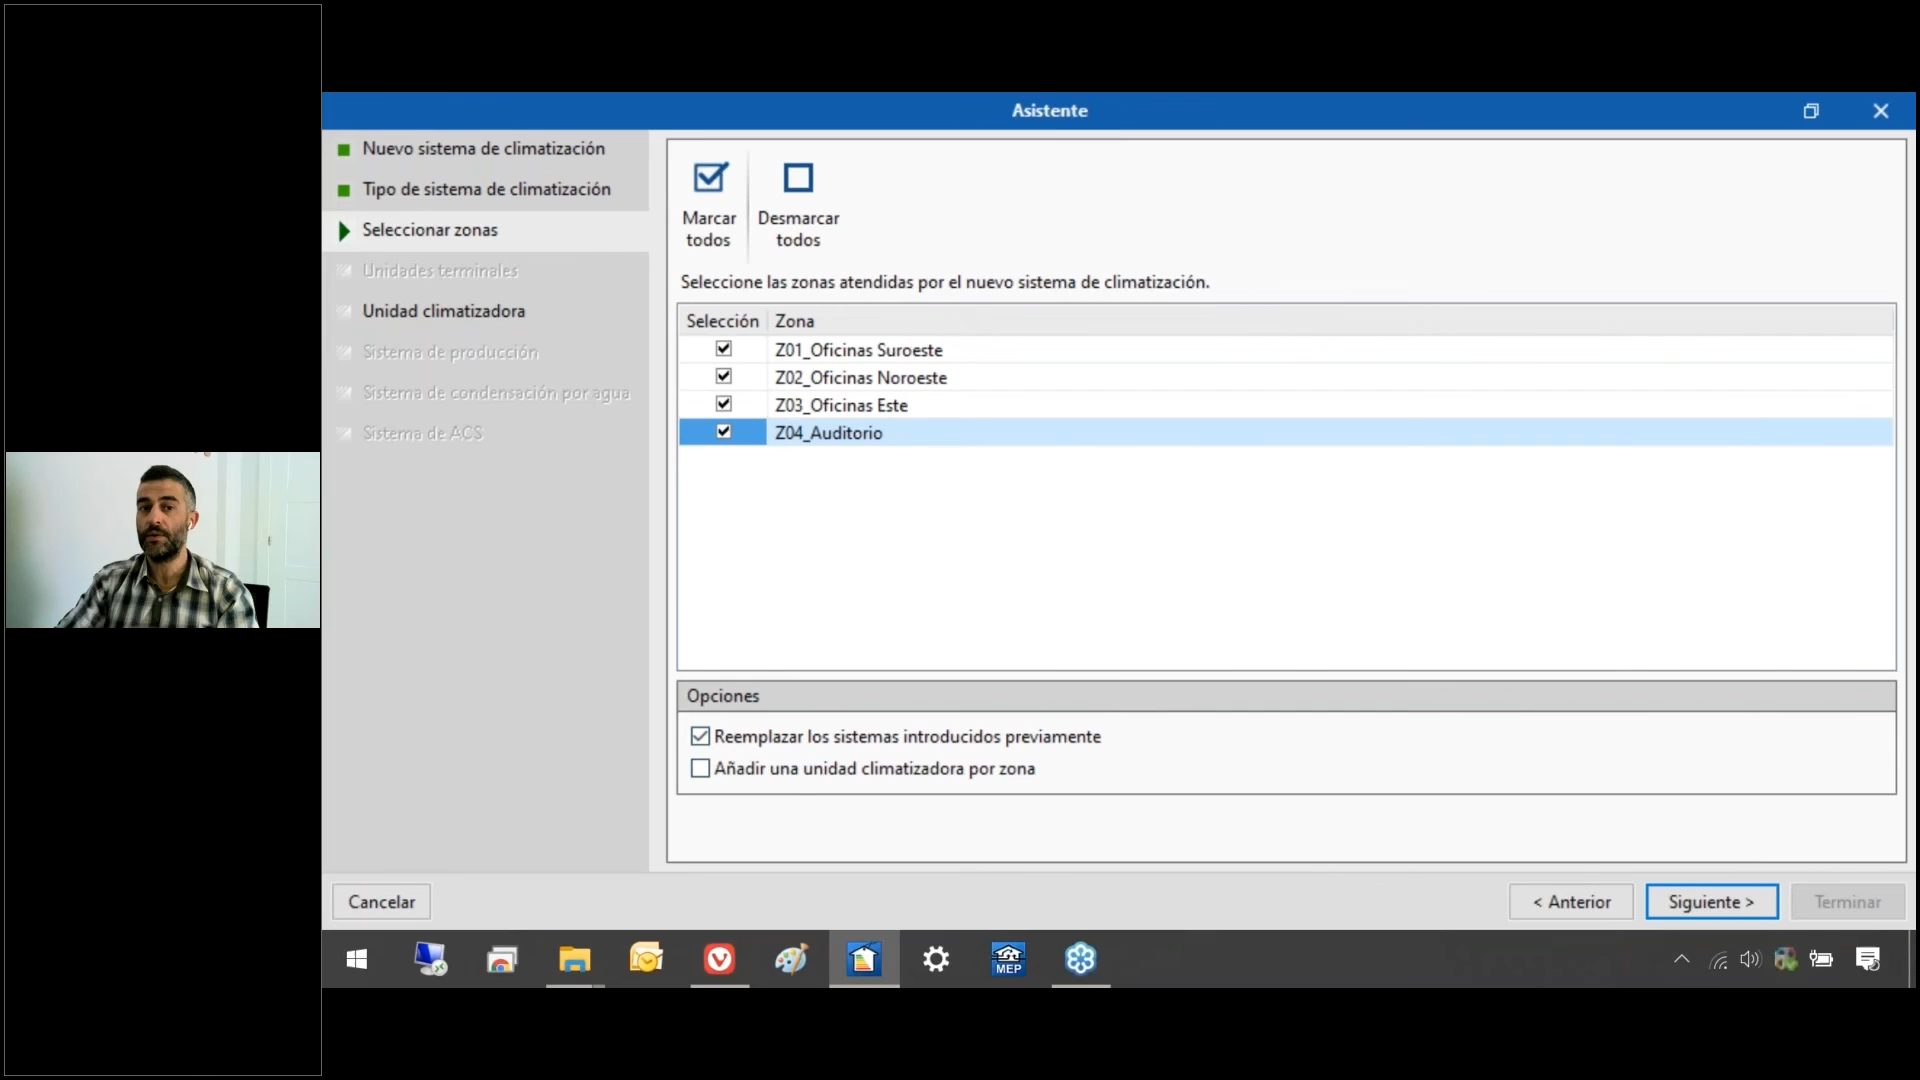 Asistente
Nuevo sistema de climatización
Tipo de sistema de climatización
Seleccionar zonas
Unidades terminales
Unidad climatizadora
Sistema de producción
Sistema de condensación por agua
Sistema de ACS
Marcar todos
Desmarcar todos
Seleccione las zonas atendidas por el nuevo sistema de climatización.
Selección Zona
Z01_Oficinas Suroeste
Z02_Oficinas Noroeste
Z03_Oficinas Este
Z04_Auditorio
Opciones
Reemplazar los sistemas introducidos previamente
Añadir una unidad climatizadora por zona
Cancelar
< Anterior
Siguiente >
Terminar
MEP